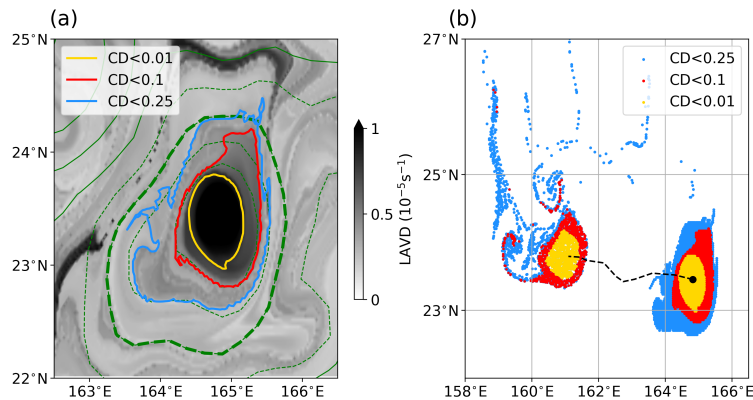 (a)
(b)
25°N
24°N
23°N
22°N
163°E
164°E
165°E
166°E
CD<0.01
CD<0.1
CD<0.25
1
0.5
0
LAVD (10⁻⁵s⁻¹)
27°N
25°N
23°N
158°E
160°E
162°E
164°E
166°E
CD<0.25
CD<0.1
CD<0.01